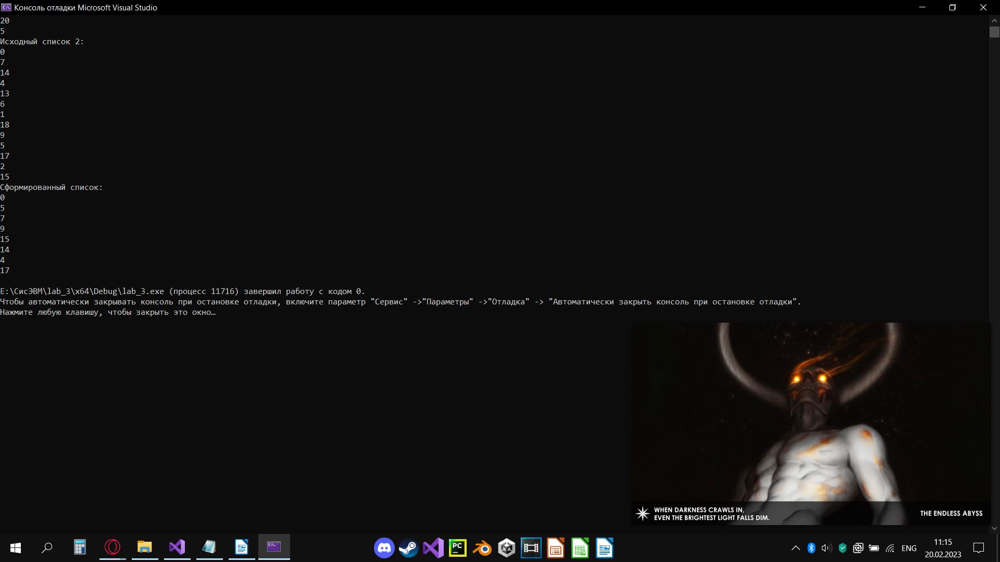 Консоль отладки Microsoft Visual Studio
20
5
Исходный список 2:
0
7
14
4
13
6
1
18
9
5
17
2
15
Сформированный список:
0
5
7
9
15
14
4
17
E:\СисЭВМ\lab_3\x64\Debug\lab_3.exe (процесс 11716) завершил работу с кодом 0.
Чтобы автоматически закрывать консоль при остановке отладки, включите параметр "Сервис" ->"Параметры" ->"Отладка" -> "Автоматически закрыть консоль при остановке отладки".
Нажмите любую клавишу, чтобы закрыть это окно…
WHEN DARKNESS CRAWLS IN,
EVEN THE BRIGHTEST LIGHT FALLS DIM.
THE ENDLESS ABYSS
PC
ENG
11:15
20.02.2023